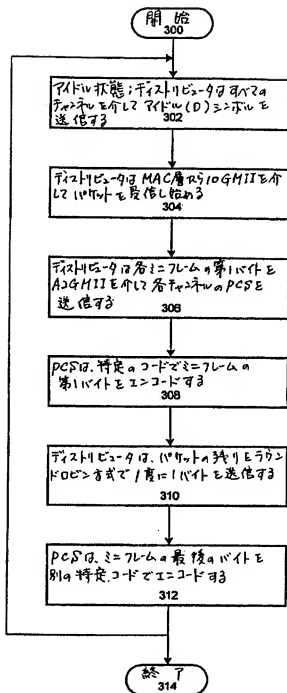 開始
300
アイドル状態;ディストリビュータはすべての
チャンネルを介してアイドル(D)シンボルを
送信する
302
ディストリビュータはMAC層から10GMIIを介
してパケットを受信し始める
304
ディストリビュータは各ミニフレームの第1バイトを
A2GMIIを介して各チャンネルのPCSを
送信する
306
PCSは、特定のコードでミニフレームの
第1バイトをエンコードする
308
ディストリビュータは、パケットの残りをラウン
ドロビン方式で1度に1バイトを送信する
310
PCSは、ミニフレームの最後のバイトを
別の特定コードでエンコードする
312
終了
314